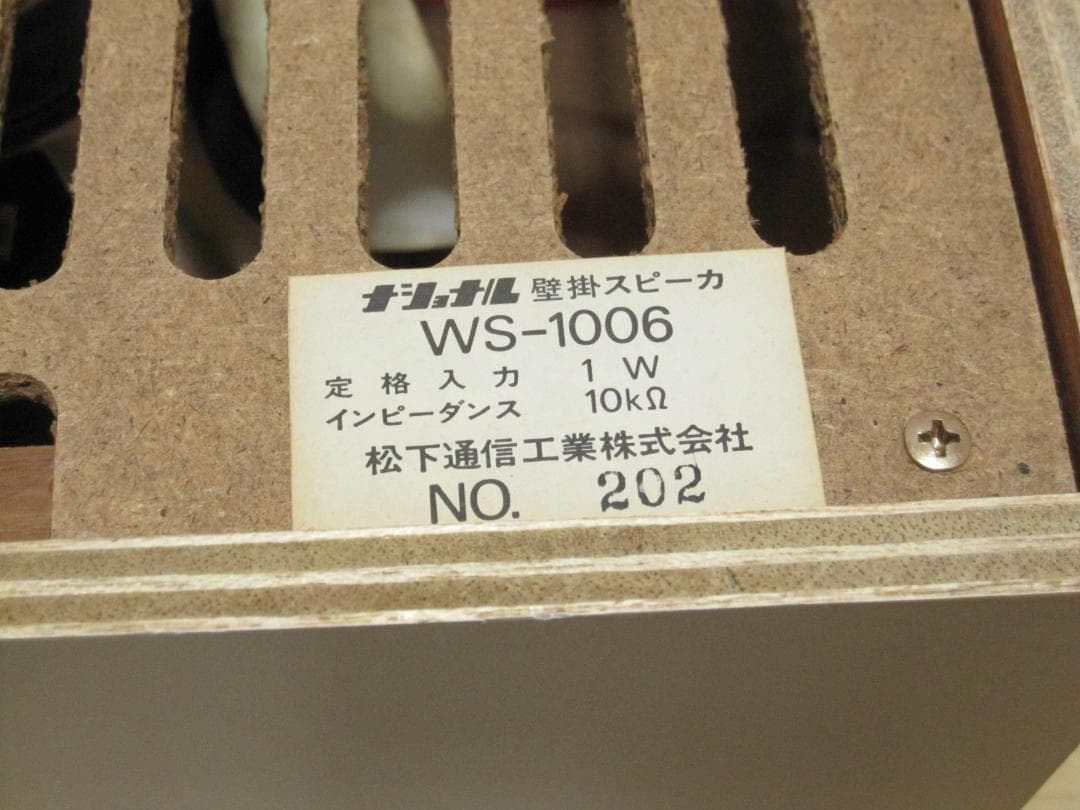 ナショナル 壁掛スピーカ
WS-1006
定格入力 1 W
インピーダンス 10kΩ
松下通信工業株式会社
NO. 202